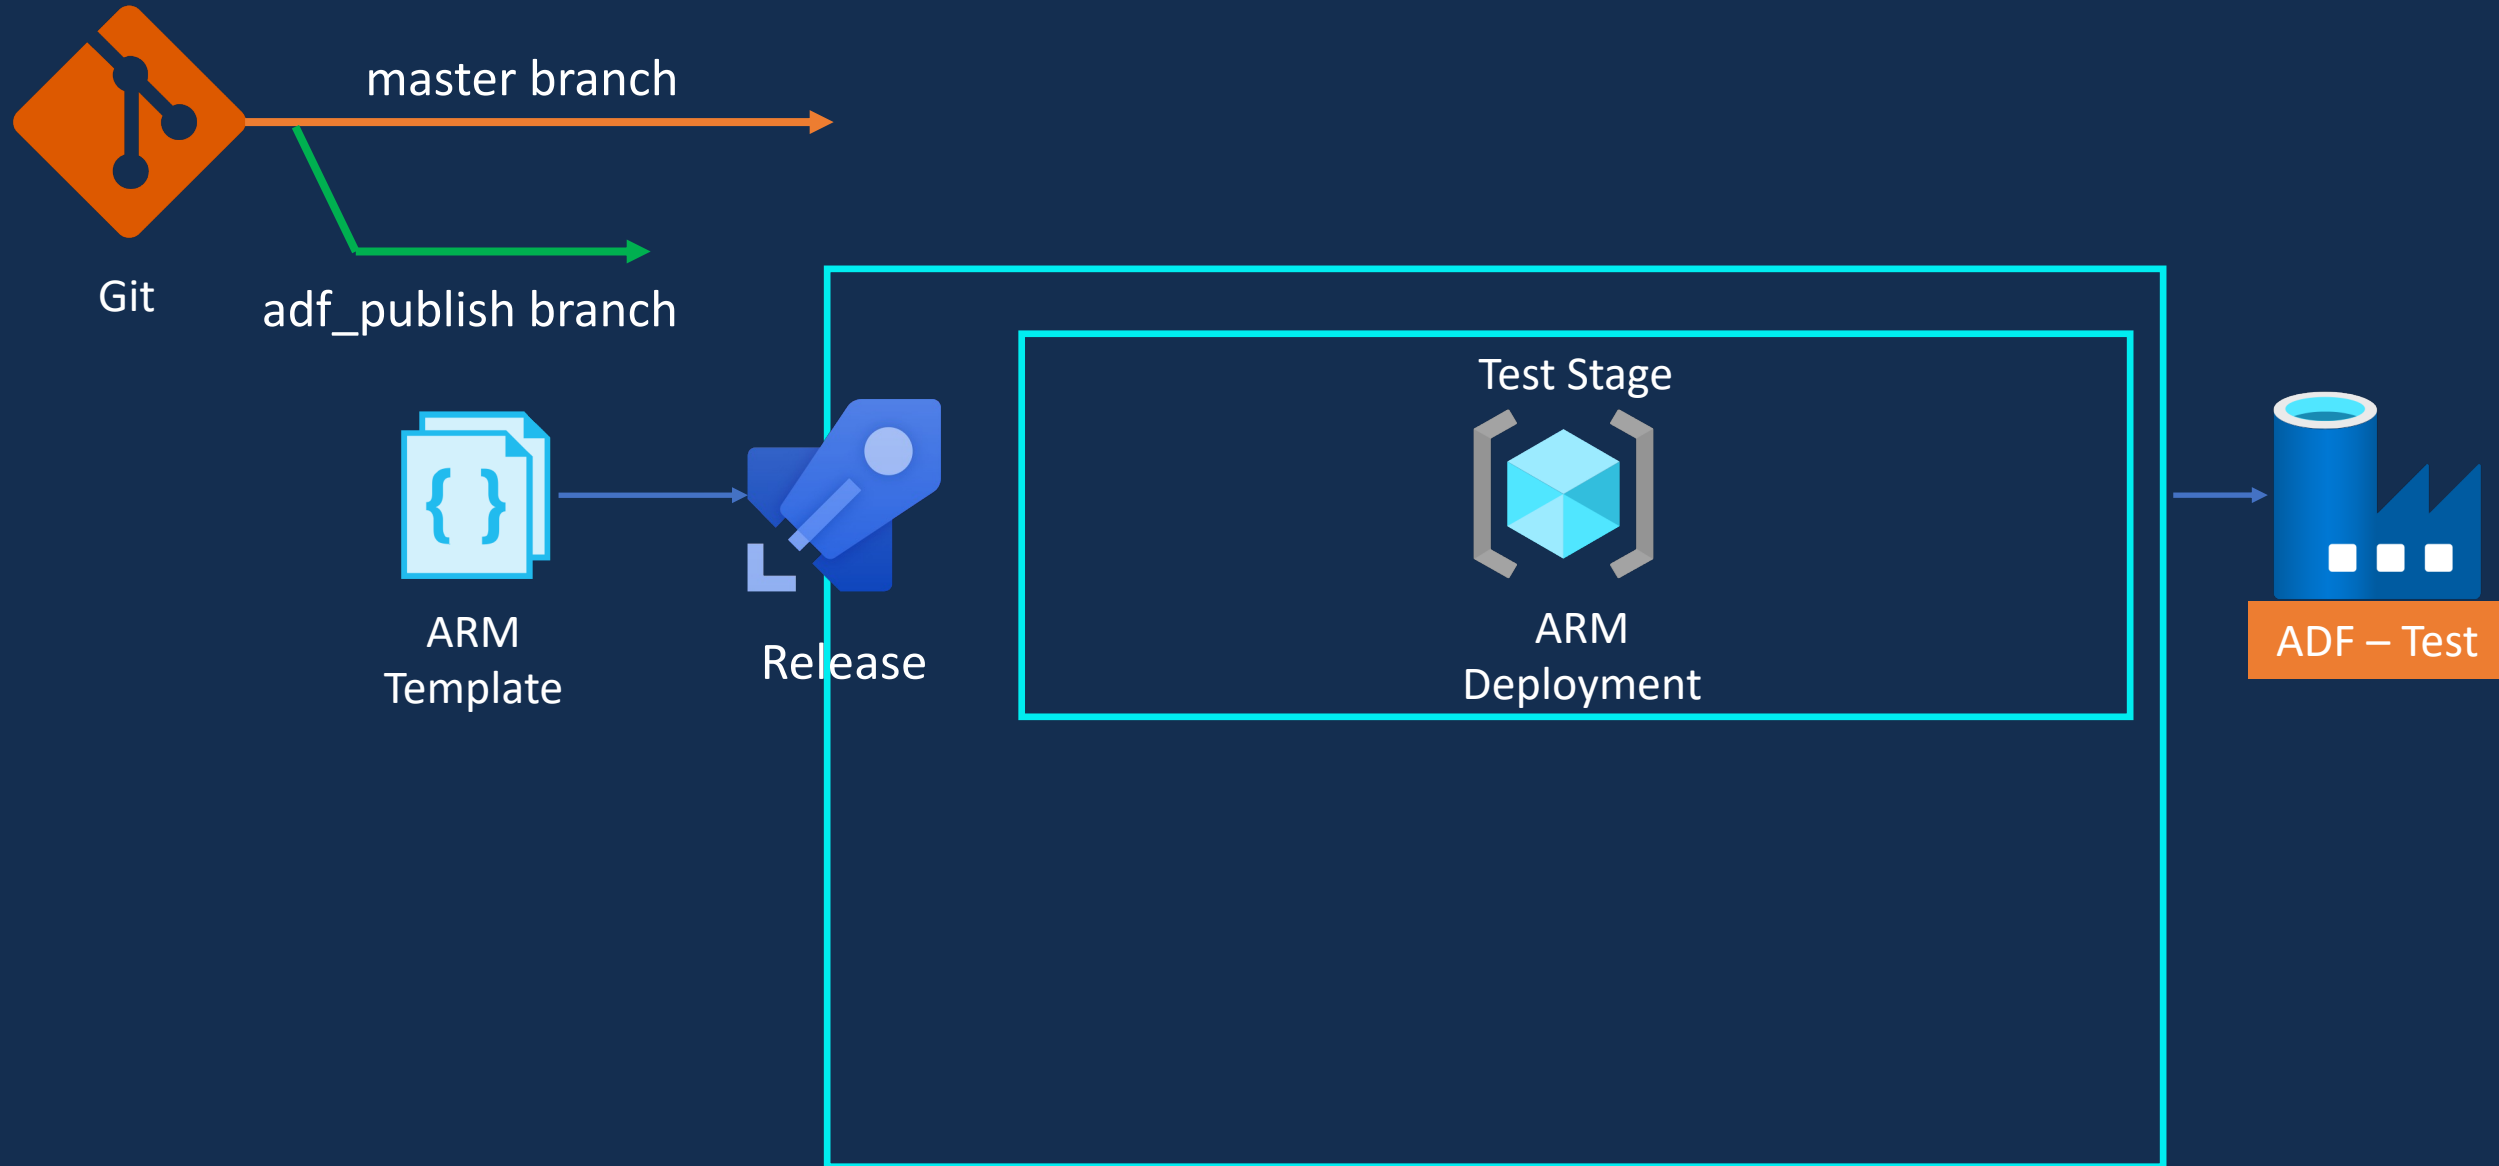 master branch
Git
adf_publish branch
Test Stage
ARM
Template
Release
ARM
Deployment
ADF – Test